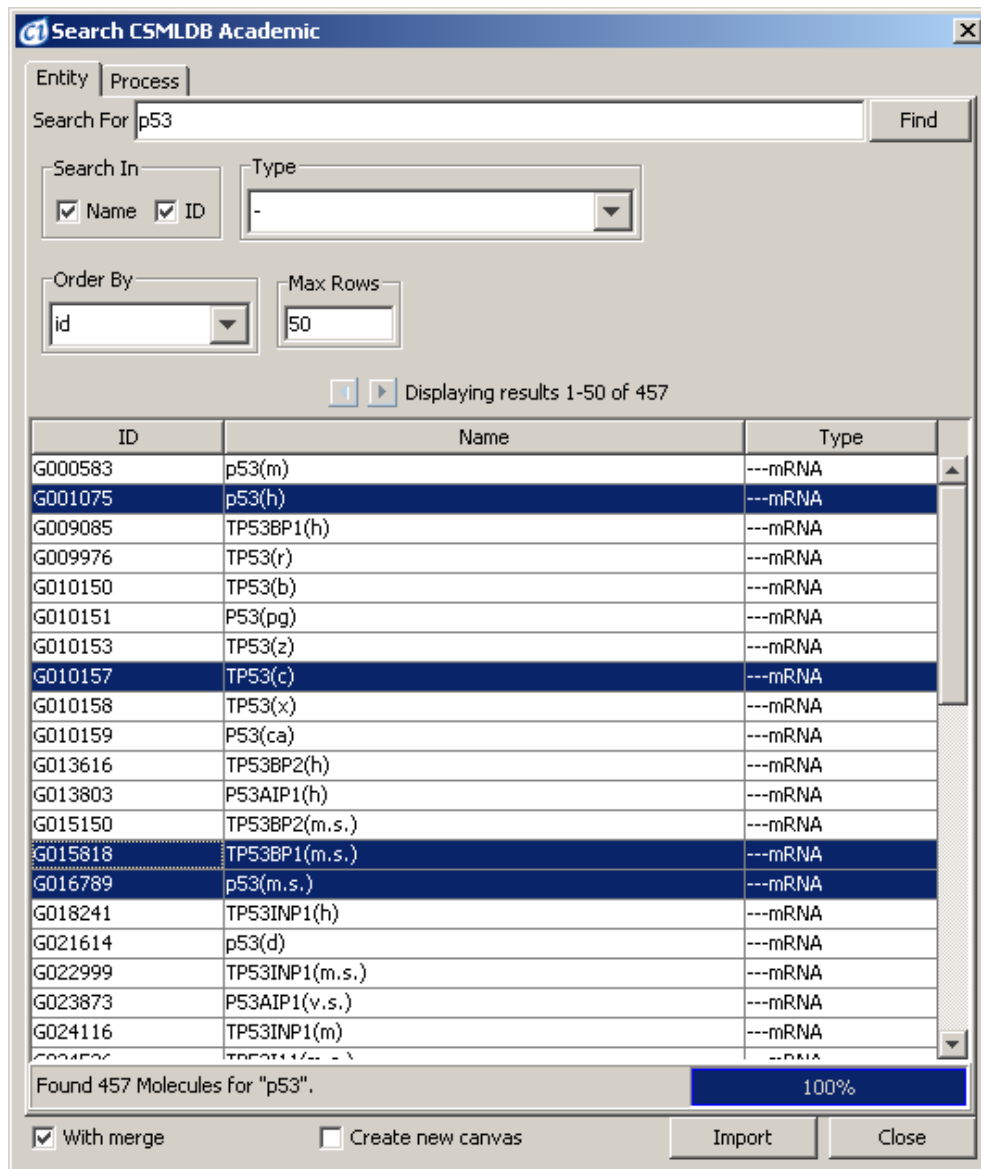 Search CSMLDB Academic
Entity Process
Search For p53 Find
Search In Type
Name ID -
Order By Max Rows
id 50
Displaying results 1-50 of 457
ID Name Type
G000583 p53(m) ---mRNA
G001075 p53(h) ---mRNA
G009085 TP53BP1(h) ---mRNA
G009976 TP53(r) ---mRNA
G010150 TP53(b) ---mRNA
G010151 P53(pg) ---mRNA
G010153 TP53(z) ---mRNA
G010157 TP53(c) ---mRNA
G010158 TP53(x) ---mRNA
G010159 P53(ca) ---mRNA
G013616 TP53BP2(h) ---mRNA
G013803 P53AIP1(h) ---mRNA
G015150 TP53BP2(m.s.) ---mRNA
G015818 TP53BP1(m.s.) ---mRNA
G016789 p53(m.s.) ---mRNA
G018241 TP53INP1(h) ---mRNA
G021614 p53(d) ---mRNA
G022999 TP53INP1(m.s.) ---mRNA
G023873 P53AIP1(v.s.) ---mRNA
G024116 TP53INP1(m) ---mRNA
Found 457 Molecules for "p53". 100%
With merge Create new canvas Import Close